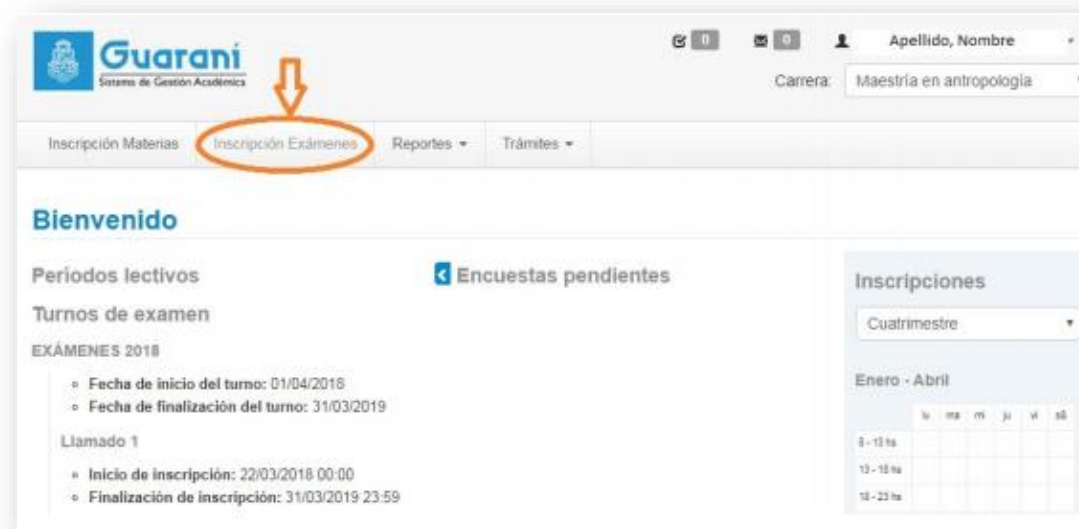 Guaraní
Sistema de Gestión Académica
0 0 Apellido, Nombre
Carrera: Maestría en antropología
Inscripción Materias Inscripción Exámenes Reportes Trámites
Bienvenido
Períodos lectivos
Turnos de examen
EXÁMENES 2018
Fecha de inicio del turno: 01/04/2018
Fecha de finalización del turno: 31/03/2019
Llamado 1
Inicio de inscripción: 22/03/2018 00:00
Finalización de inscripción: 31/03/2019 23:59
Encuestas pendientes
Inscripciones
Cuatrimestre
Enero - Abril
lu ma mi ju vi sá
8 - 13 hs
13 - 18 hs
18 - 23 hs